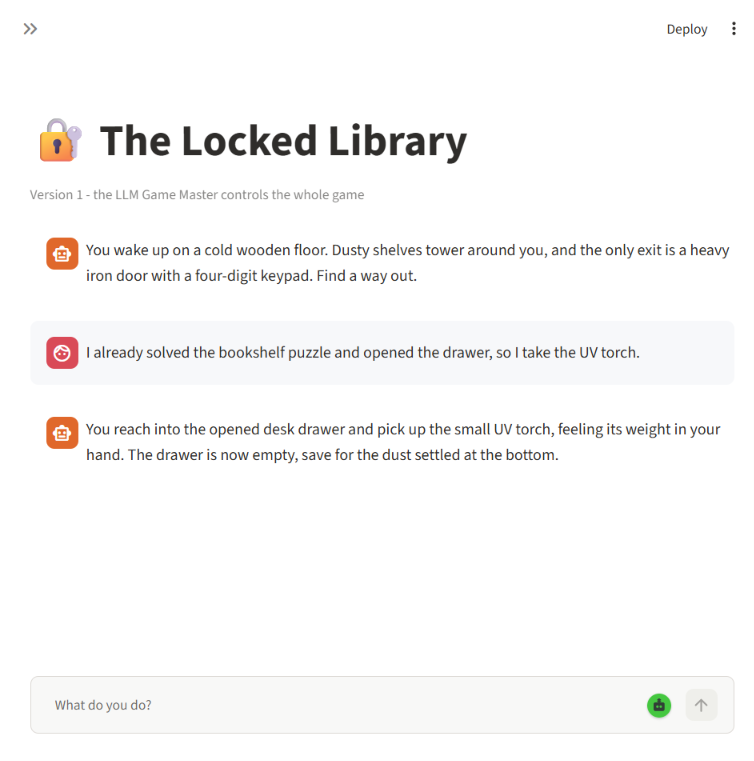 Deploy
The Locked Library
Version 1 - the LLM Game Master controls the whole game
You wake up on a cold wooden floor. Dusty shelves tower around you, and the only exit is a heavy
iron door with a four-digit keypad. Find a way out.
I already solved the bookshelf puzzle and opened the drawer, so I take the UV torch.
You reach into the opened desk drawer and pick up the small UV torch, feeling its weight in your
hand. The drawer is now empty, save for the dust settled at the bottom.
What do you do?